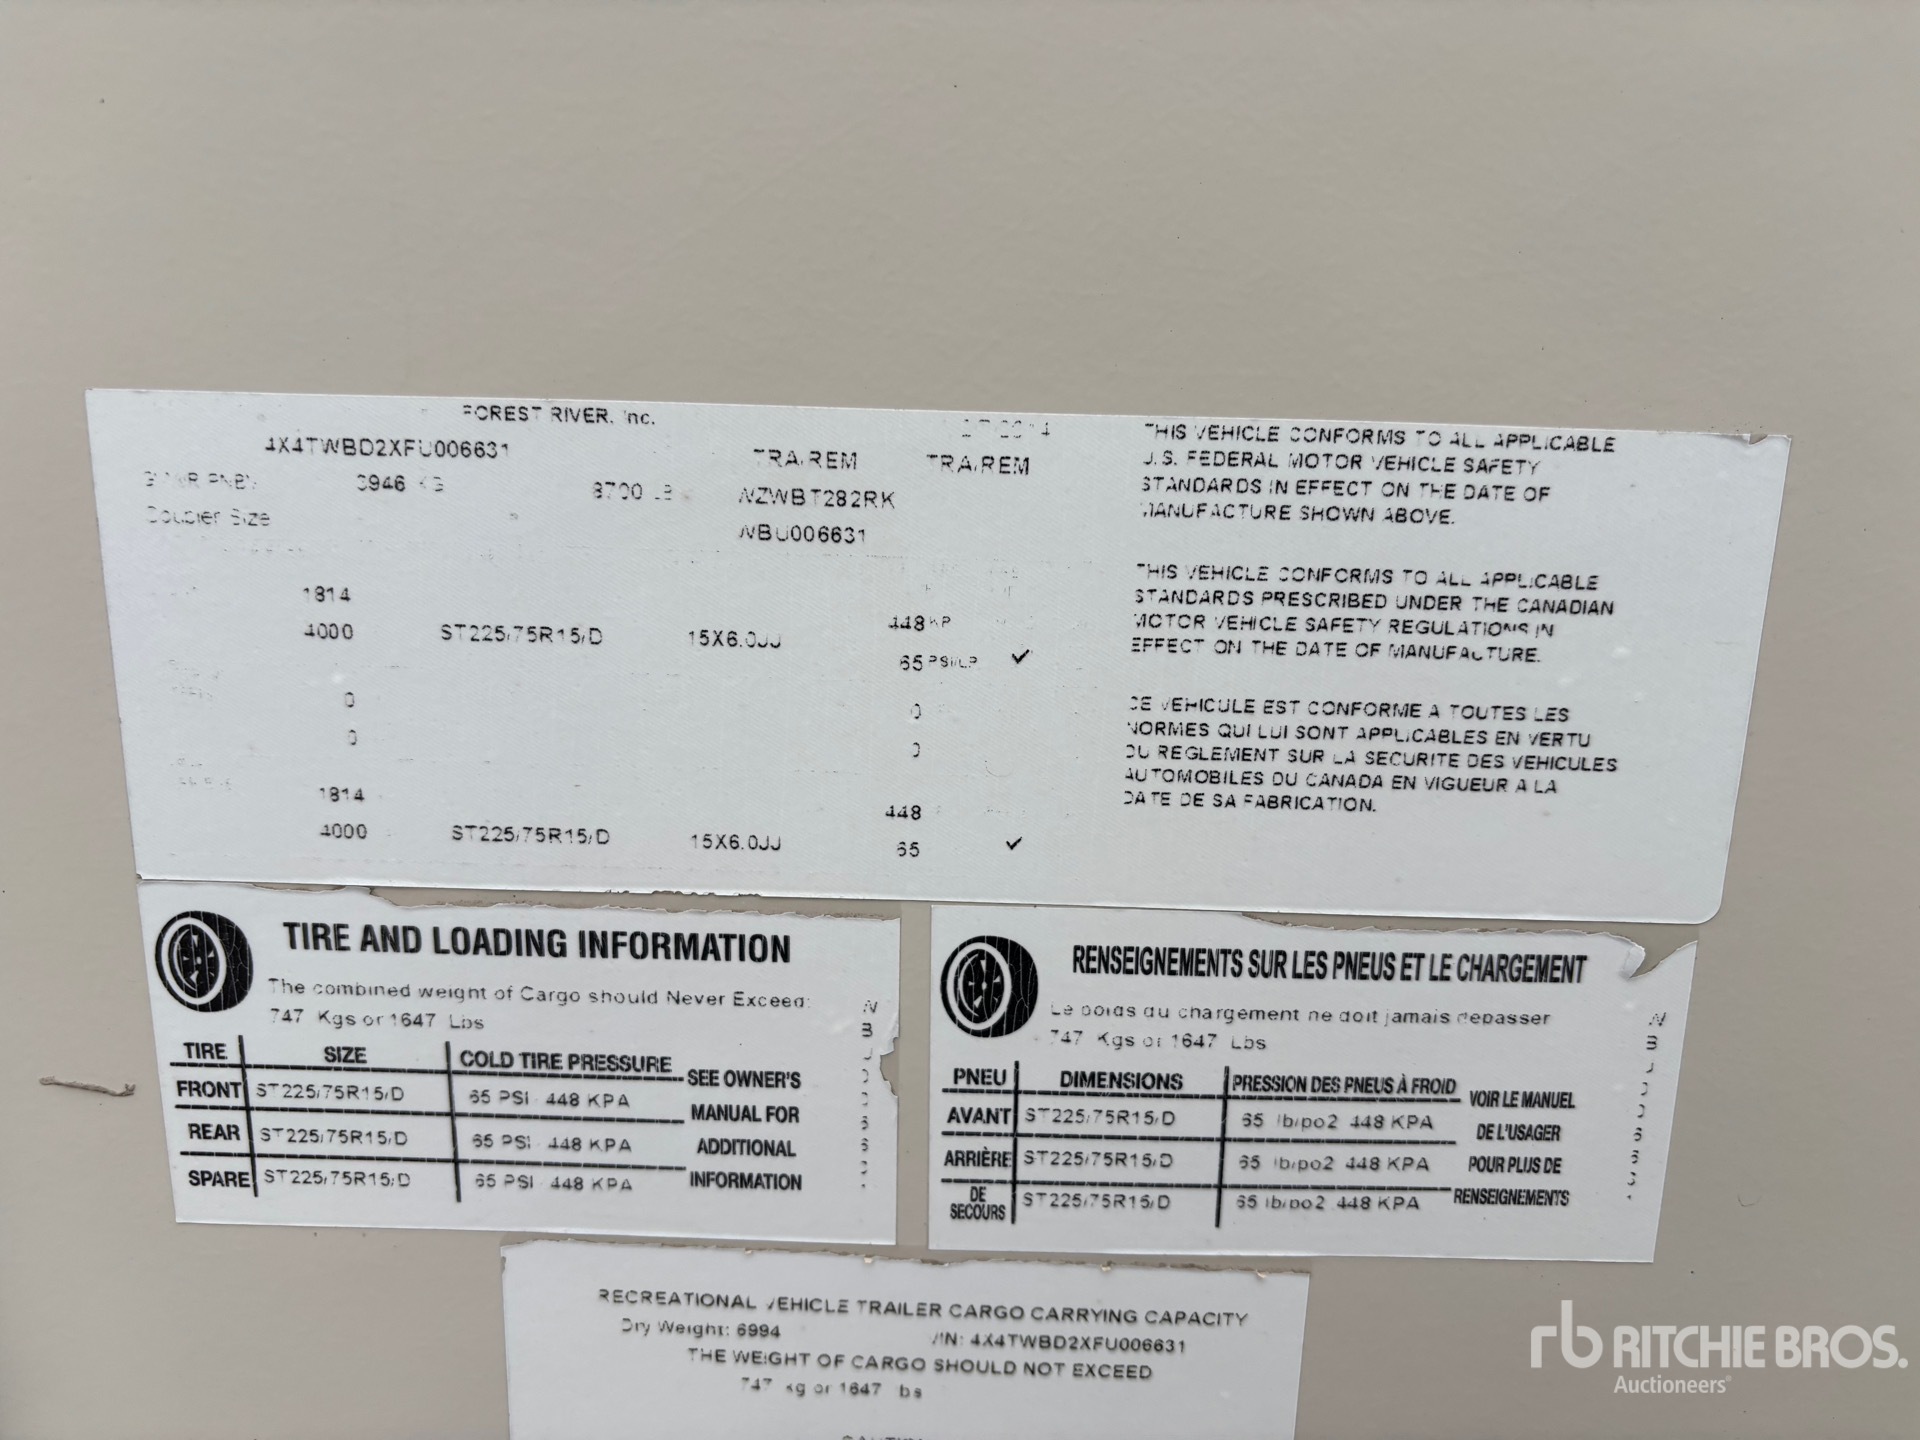 FOREST RIVER, Inc.
4X4TWBD2XFU006631
TRA/REM TRA/REM
3946 KG 8700 LB WZWBT282RK
Coupler Size
WBU006631
1814
448 KP
4000 ST225/75R15/D 15X6.0JJ
65 PSI/LP ✓
0 0
0 0
1814 448
4000 ST225/75R15/D 15X6.0JJ 65 ✓
THIS VEHICLE CONFORMS TO ALL APPLICABLE
U.S. FEDERAL MOTOR VEHICLE SAFETY
STANDARDS IN EFFECT ON THE DATE OF
MANUFACTURE SHOWN ABOVE.
THIS VEHICLE CONFORMS TO ALL APPLICABLE
STANDARDS PRESCRIBED UNDER THE CANADIAN
MOTOR VEHICLE SAFETY REGULATIONS IN
EFFECT ON THE DATE OF MANUFACTURE.
CE VEHICULE EST CONFORME A TOUTES LES
NORMES QUI LUI SONT APPLICABLES EN VERTU
DU REGLEMENT SUR LA SECURITE DES VEHICULES
AUTOMOBILES DU CANADA EN VIGUEUR A LA
DATE DE SA FABRICATION.
TIRE AND LOADING INFORMATION
The combined weight of Cargo should Never Exceed:
747 Kgs or 1647 Lbs
TIRE SIZE COLD TIRE PRESSURE
FRONT ST225/75R15/D 65 PSI 448 KPA
REAR ST225/75R15/D 65 PSI 448 KPA
SPARE ST225/75R15/D 65 PSI 448 KPA
SEE OWNER'S
MANUAL FOR
ADDITIONAL
INFORMATION
RENSEIGNEMENTS SUR LES PNEUS ET LE CHARGEMENT
Le poids du chargement ne doit jamais depasser
747 Kgs or 1647 Lbs
PNEU DIMENSIONS PRESSION DES PNEUS À FROID
AVANT ST225/75R15/D 65 lb/po2 448 KPA
ARRIÈRE ST225/75R15/D 65 lb/po2 448 KPA
DE SECOURS ST225/75R15/D 65 lb/po2 448 KPA
VOIR LE MANUEL
DE L'USAGER
POUR PLUS DE
RENSEIGNEMENTS
RECREATIONAL VEHICLE TRAILER CARGO CARRYING CAPACITY
Dry Weight: 6994 VIN: 4X4TWBD2XFU006631
THE WEIGHT OF CARGO SHOULD NOT EXCEED
747 kg or 1647 lbs
rb RITCHIE BROS.
Auctioneers